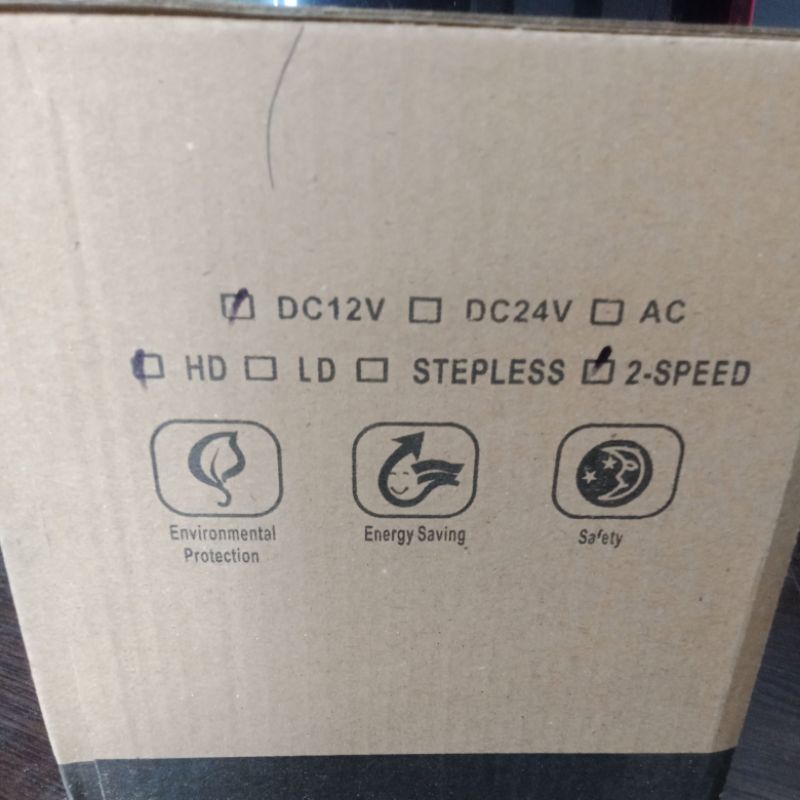 DC12V DC24V AC
HD LD STEPLESS 2-SPEED
Environmental
Protection
Energy Saving
Safety